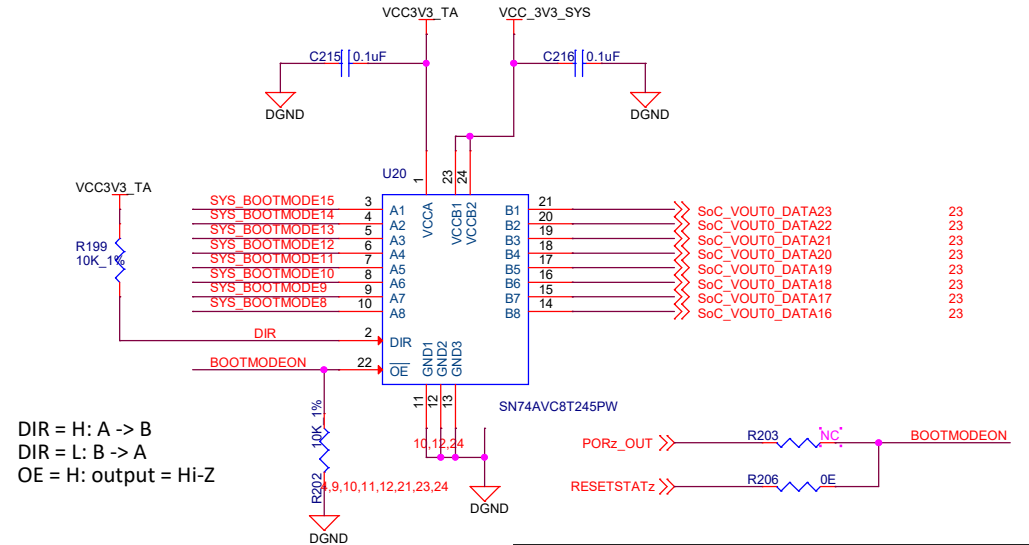 VCC3V3_TA
VCC_3V3_SYS
C215 0.1uF
C216 0.1uF
DGND
DGND
U20
1
23
24
VCC3V3_TA
R199
10K_1%
SYS_BOOTMODE15 3 A1 B1 21 SoC_VOUT0_DATA23 23
SYS_BOOTMODE14 4 A2 B2 20 SoC_VOUT0_DATA22 23
SYS_BOOTMODE13 5 A3 B3 19 SoC_VOUT0_DATA21 23
SYS_BOOTMODE12 6 A4 B4 18 SoC_VOUT0_DATA20 23
SYS_BOOTMODE11 7 A5 B5 17 SoC_VOUT0_DATA19 23
SYS_BOOTMODE10 8 A6 B6 16 SoC_VOUT0_DATA18 23
SYS_BOOTMODE9 9 A7 B7 15 SoC_VOUT0_DATA17 23
SYS_BOOTMODE8 10 A8 B8 14 SoC_VOUT0_DATA16 23
VCCA
VCCB1
VCCB2
DIR 2 DIR
BOOTMODEON 22 OE
GND1
GND2
GND3
11
12
13
SN74AVC8T245PW
DIR = H: A -> B
DIR = L: B -> A
OE = H: output = Hi-Z
10K_1%
R202
10,12,24
4,9,10,11,12,21,23,24
DGND
DGND
PORz_OUT R203 NC BOOTMODEON
RESETSTATz R206 0E